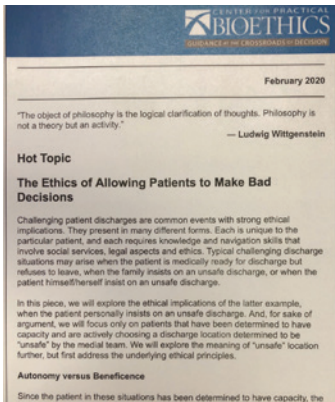 CENTER FOR PRACTICAL
BIOETHICS
GUIDANCE AT THE CROSSROADS OF DECISION
February 2020
"The object of philosophy is the logical clarification of thoughts. Philosophy is
not a theory but an activity."
— Ludwig Wittgenstein
Hot Topic
The Ethics of Allowing Patients to Make Bad
Decisions
Challenging patient discharges are common events with strong ethical
implications. They present in many different forms. Each is unique to the
particular patient, and each requires knowledge and navigation skills that
involve social services, legal aspects and ethics. Typical challenging discharge
situations may arise when the patient is medically ready for discharge but
refuses to leave, when the family insists on an unsafe discharge, or when the
patient himself/herself insist on an unsafe discharge.
In this piece, we will explore the ethical implications of the latter example,
when the patient personally insists on an unsafe discharge. And, for sake of
argument, we will focus only on patients that have been determined to have
capacity and are actively choosing a discharge location determined to be
"unsafe" by the medial team. We will explore the meaning of "unsafe" location
further, but first address the underlying ethical principles.
Autonomy versus Beneficence
Since the patient in these situations has been determined to have capacity, the